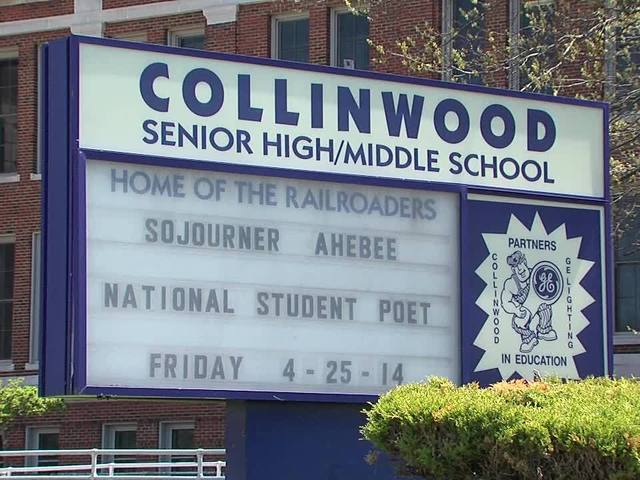 COLLINWOOD
SENIOR HIGH/MIDDLE SCHOOL
HOME OF THE RAILROADERS
SOJOURNER AHEBEE
NATIONAL STUDENT POET
FRIDAY 4-25-14
PARTNERS
COLLINWOOD
GE
GE LIGHTING
IN EDUCATION